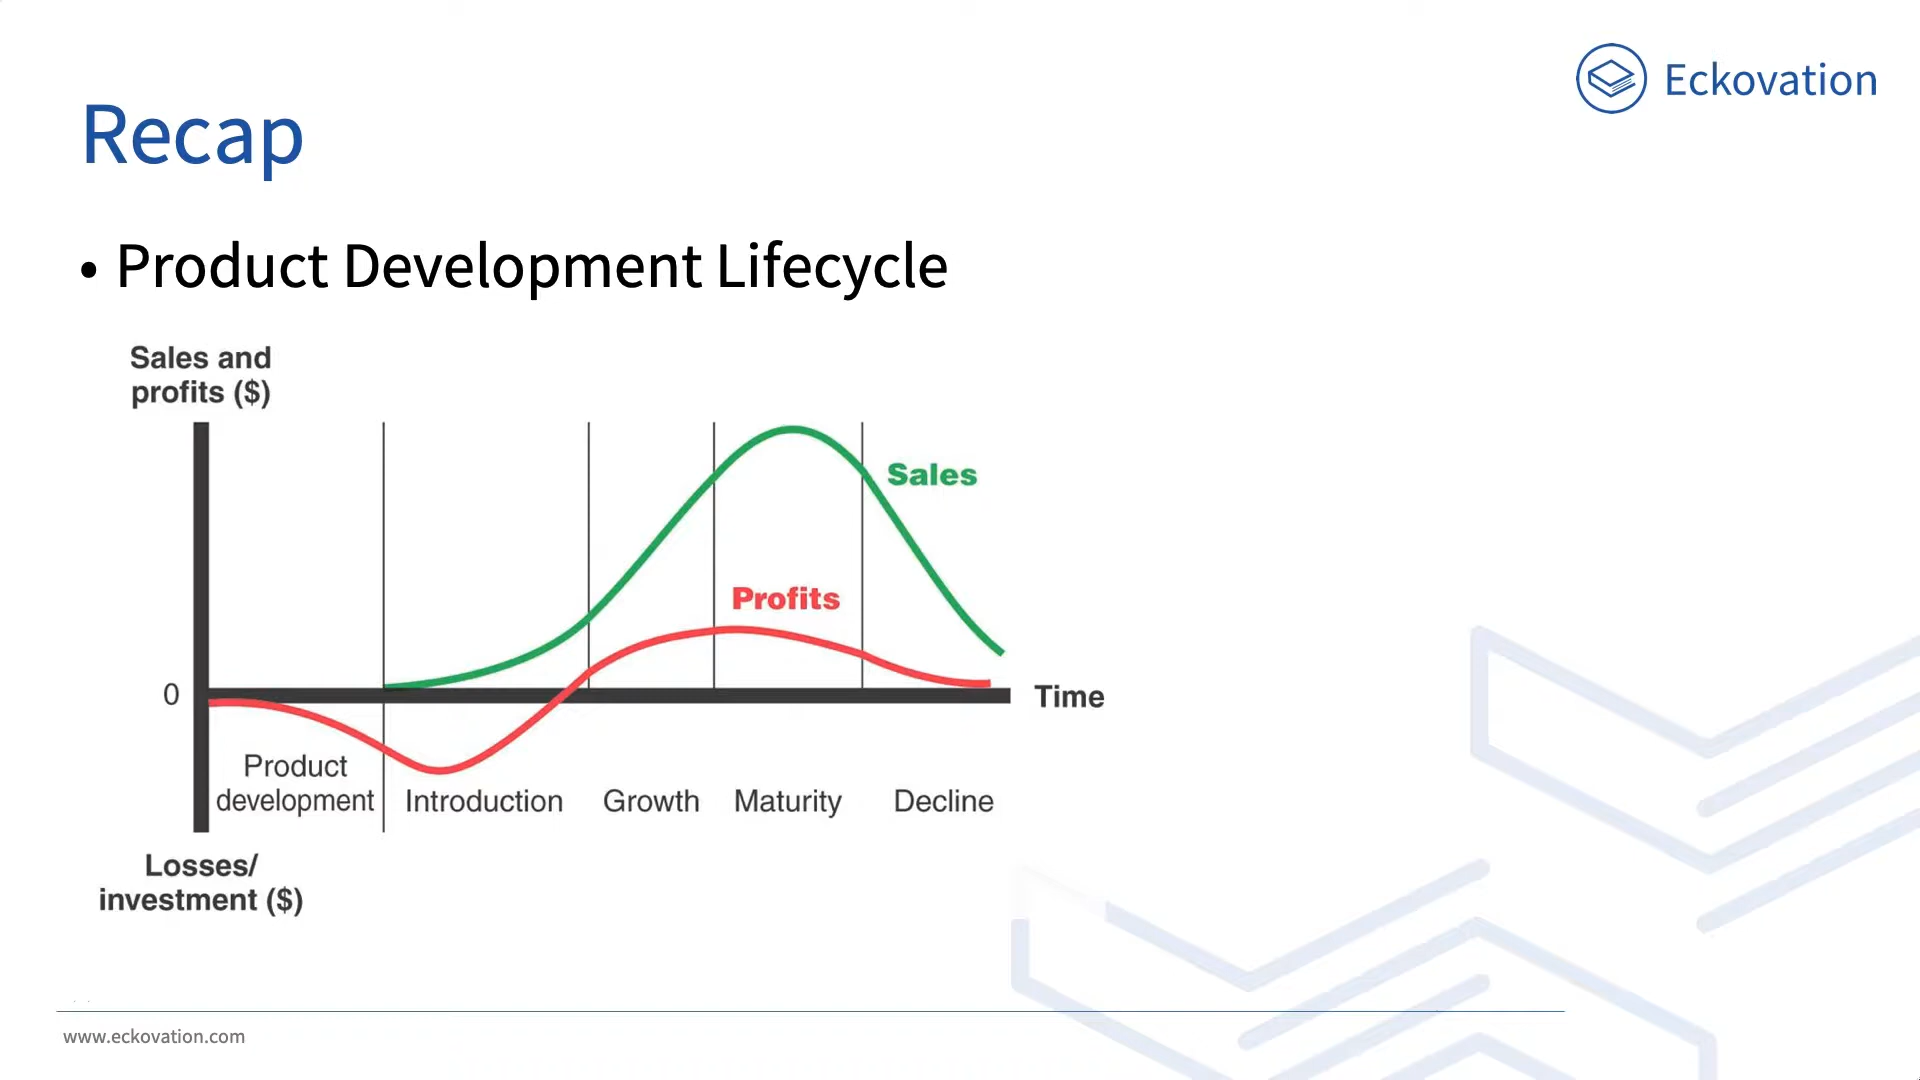 Eckovation
Recap
• Product Development Lifecycle
Sales and
profits ($)
Sales
Profits
0
Time
Product
development
Introduction
Growth
Maturity
Decline
Losses/
investment ($)
www.eckovation.com